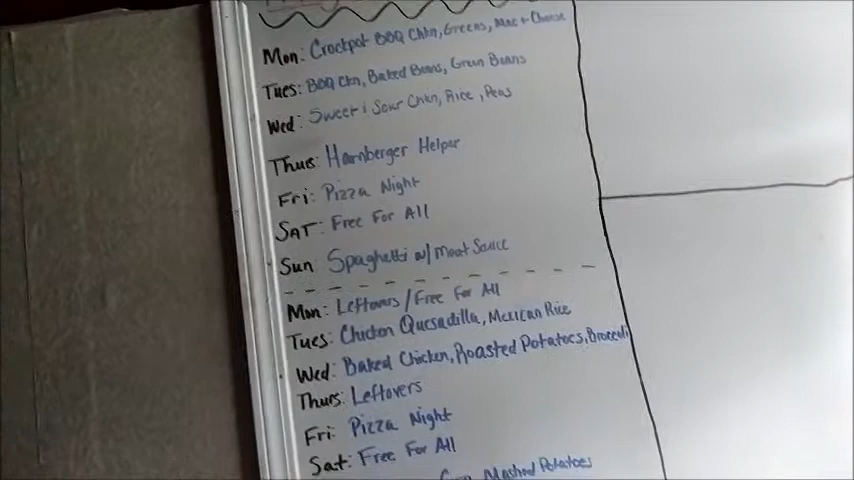 Mon: Crockpot BBQ Chkn, Greens, Mac + Cheese
Tues: BBQ Ckn, Baked Beans, Green Beans
Wed: Sweet i Sour Chkn, Rice, Peas
Thurs: Hamberger Helper
Fri: Pizza Night
SAT: Free For All
Sun: Spaghetti w/ Meat Sauce
Mon: Leftovers / Free For All
Tues: Chicken Quesadilla, Mexican Rice
Wed: Baked Chicken, Roasted Potatoes, Broccoli
Thurs: Leftovers
Fri: Pizza Night
Sat: Free For All
Mashed Potatoes